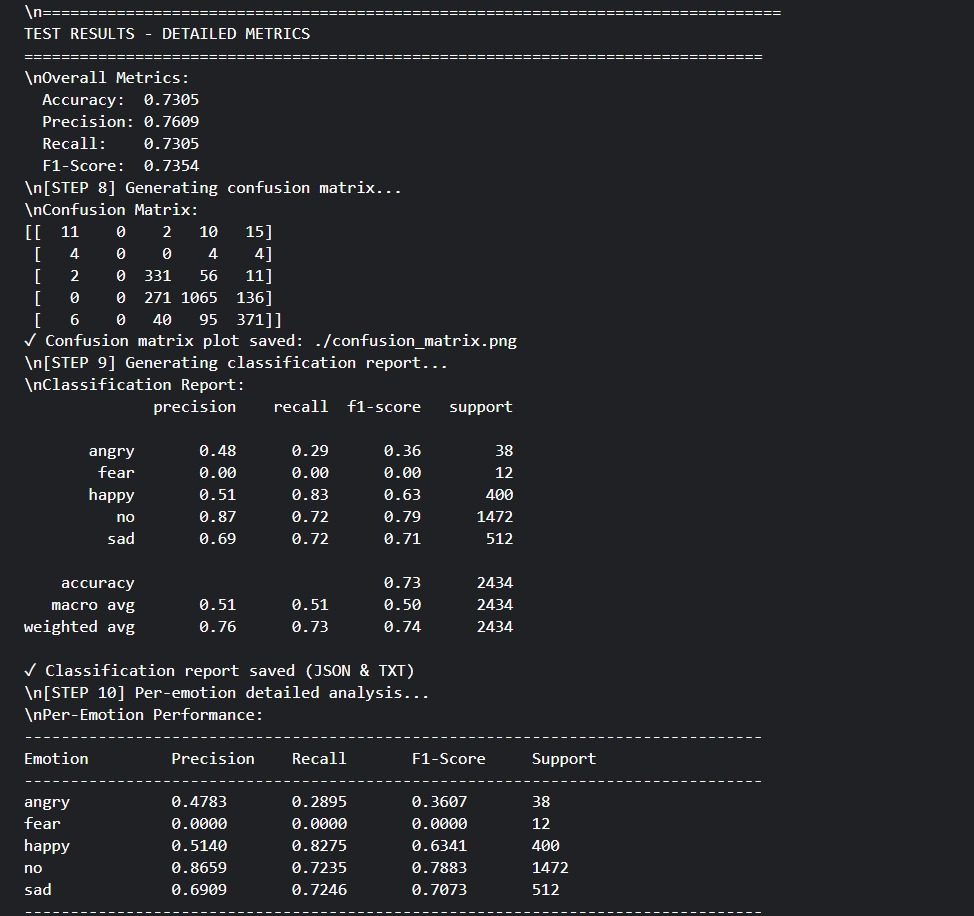 \n================================================================================
TEST RESULTS - DETAILED METRICS
================================================================================
\nOverall Metrics:
  Accuracy:  0.7305
  Precision: 0.7609
  Recall:    0.7305
  F1-Score:  0.7354
\n[STEP 8] Generating confusion matrix...
\nConfusion Matrix:
[[  11    0    2   10   15]
 [   4    0    0    4    4]
 [   2    0  331   56   11]
 [   0    0  271 1065  136]
 [   6    0   40   95  371]]
✓ Confusion matrix plot saved: ./confusion_matrix.png
\n[STEP 9] Generating classification report...
\nClassification Report:
              precision    recall  f1-score   support

       angry       0.48      0.29      0.36        38
        fear       0.00      0.00      0.00        12
       happy       0.51      0.83      0.63       400
          no       0.87      0.72      0.79      1472
         sad       0.69      0.72      0.71       512

    accuracy                           0.73      2434
   macro avg       0.51      0.51      0.50      2434
weighted avg       0.76      0.73      0.74      2434

✓ Classification report saved (JSON & TXT)
\n[STEP 10] Per-emotion detailed analysis...
\nPer-Emotion Performance:
--------------------------------------------------------------------------------
Emotion         Precision    Recall       F1-Score     Support
--------------------------------------------------------------------------------
angry           0.4783       0.2895       0.3607       38
fear            0.0000       0.0000       0.0000       12
happy           0.5140       0.8275       0.6341       400
no              0.8659       0.7235       0.7883       1472
sad             0.6909       0.7246       0.7073       512
--------------------------------------------------------------------------------